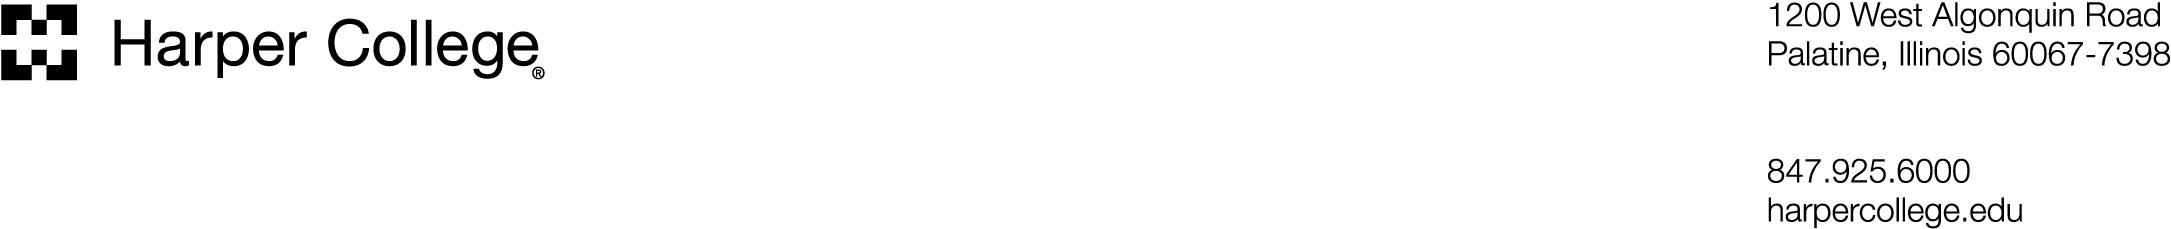 Harper College®
1200 West Algonquin Road
Palatine, Illinois 60067-7398
847.925.6000
harpercollege.edu